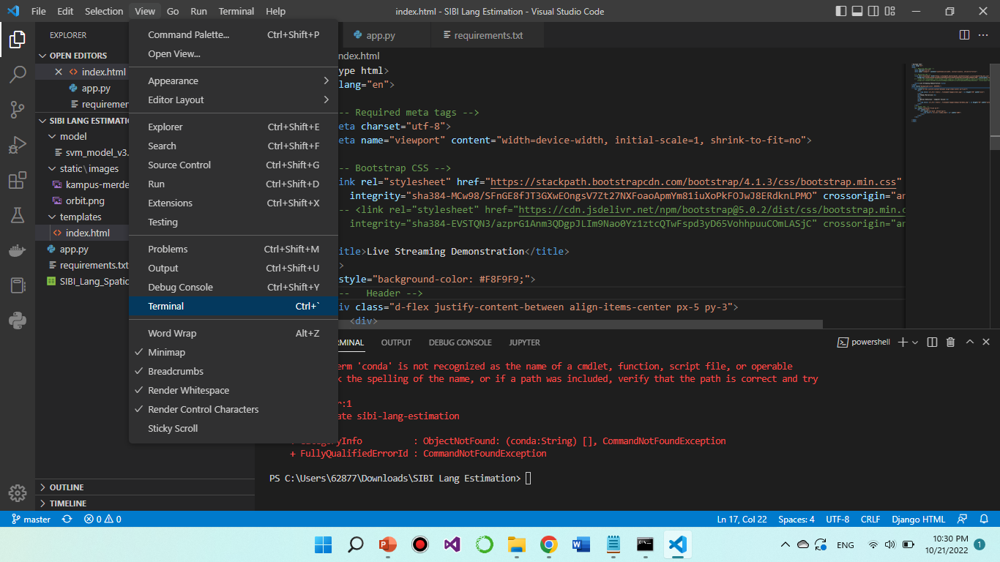 File Edit Selection View Go Run Terminal Help
index.html - SIBI Lang Estimation - Visual Studio Code
EXPLORER
OPEN EDITORS
index.html
app.py
requiremen
SIBI LANG ESTIMATIO
model
svm_model_v3.
static\images
kampus-merde
orbit.png
templates
index.html
app.py
requirements.txt
SIBI_Lang_Spatic
OUTLINE
TIMELINE
Command Palette... Ctrl+Shift+P
Open View...
Appearance
Editor Layout
Explorer Ctrl+Shift+E
Search Ctrl+Shift+F
Source Control Ctrl+Shift+G
Run Ctrl+Shift+D
Extensions Ctrl+Shift+X
Testing
Problems Ctrl+Shift+M
Output Ctrl+Shift+U
Debug Console Ctrl+Shift+Y
Terminal Ctrl+`
Word Wrap Alt+Z
Minimap
Breadcrumbs
Render Whitespace
Render Control Characters
Sticky Scroll
app.py
requirements.txt
ndex.html
ype html>
lang="en">
-- Required meta tags -->
eta charset="utf-8">
eta name="viewport" content="width=device-width, initial-scale=1, shrink-to-fit=no">
-- Bootstrap CSS -->
ink rel="stylesheet" href="https://stackpath.bootstrapcdn.com/bootstrap/4.1.3/css/bootstrap.min.css"
integrity="sha384-MCw98/SFnGE8fJT3GXwEOngsV7Zt27NXFoaoApmYm81iuXoPkFOJwJ8ERdknLPMO" crossorigin="an
-- <link rel="stylesheet" href="https://cdn.jsdelivr.net/npm/bootstrap@5.0.2/dist/css/bootstrap.min.c
integrity="sha384-EVSTQN3/azprG1Anm3QDgpJLIm9Nao0Yz1ztcQTwFspd3yD65VohhpuuCOmLASjC" crossorigin="an
itle>Live Streaming Demonstration</title>
>
style="background-color: #F8F9F9;">
-- Header -->
iv class="d-flex justify-content-between align-items-center px-5 py-3">
<div>
RMINAL OUTPUT DEBUG CONSOLE JUPYTER
powershell
erm 'conda' is not recognized as the name of a cmdlet, function, script file, or operable
k the spelling of the name, or if a path was included, verify that the path is correct and try
r:1
ate sibi-lang-estimation
+ CategoryInfo : ObjectNotFound: (conda:String) [], CommandNotFoundException
+ FullyQualifiedErrorId : CommandNotFoundException
PS C:\Users\62877\Downloads\SIBI Lang Estimation>
master 0 0
Ln 17, Col 22 Spaces: 4 UTF-8 CRLF Django HTML
ENG
10:30 PM
10/21/2022
1